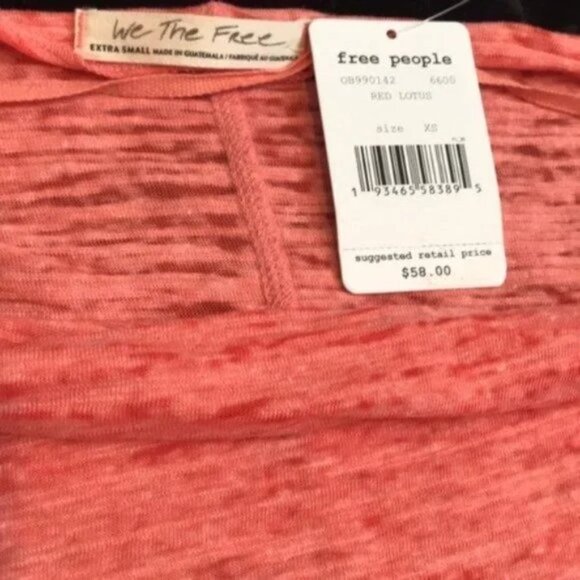 We The Free
EXTRA SMALL MADE IN GUATEMALA / FABRIQUÉ AU GUATEMALA
free people
OB990142 6600
RED LOTUS
size XS
1 93465 58389 5
suggested retail price
$58.00